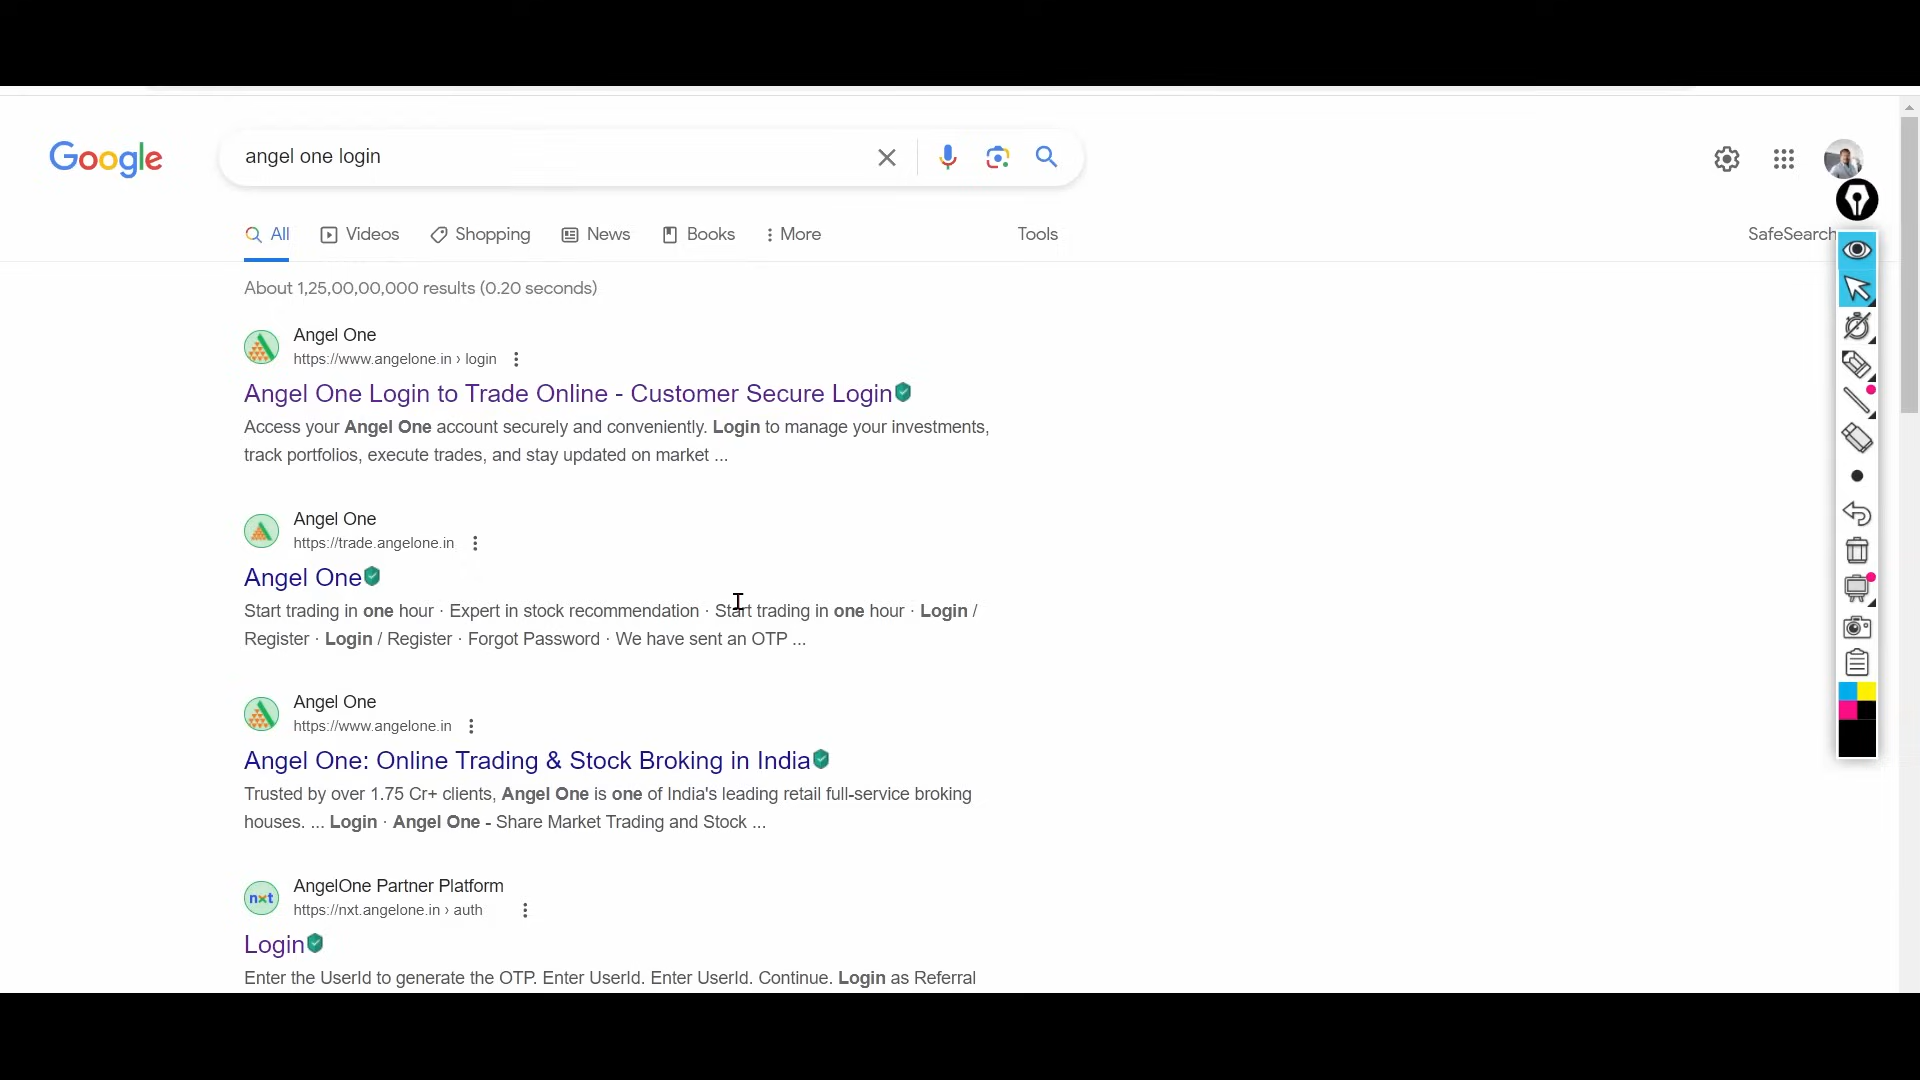 Google
angel one login
All Videos Shopping News Books More Tools SafeSearch
About 1,25,00,00,000 results (0.20 seconds)
Angel One
https://www.angelone.in › login
Angel One Login to Trade Online - Customer Secure Login
Access your Angel One account securely and conveniently. Login to manage your investments,
track portfolios, execute trades, and stay updated on market ...
Angel One
https://trade.angelone.in
Angel One
Start trading in one hour · Expert in stock recommendation · Start trading in one hour · Login /
Register · Login / Register · Forgot Password · We have sent an OTP ...
Angel One
https://www.angelone.in
Angel One: Online Trading & Stock Broking in India
Trusted by over 1.75 Cr+ clients, Angel One is one of India's leading retail full-service broking
houses. ... Login · Angel One - Share Market Trading and Stock ...
AngelOne Partner Platform
nxt https://nxt.angelone.in › auth
Login
Enter the UserId to generate the OTP. Enter UserId. Enter UserId. Continue. Login as Referral